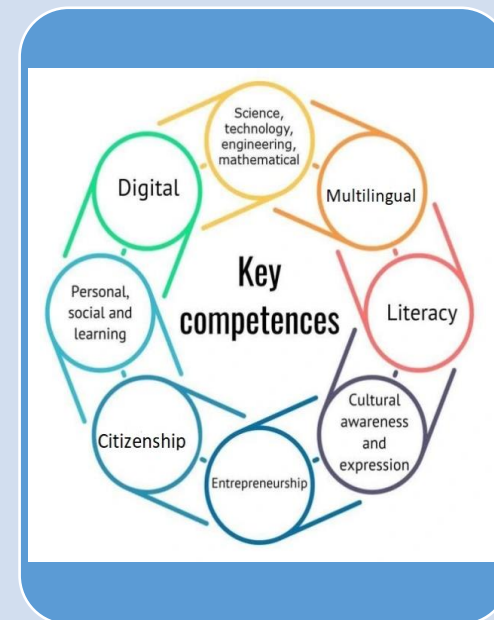 Key
competences
Science,
technology,
engineering,
mathematical
Multilingual
Literacy
Cultural
awareness
and
expression
Entrepreneurship
Citizenship
Personal,
social and
learning
Digital